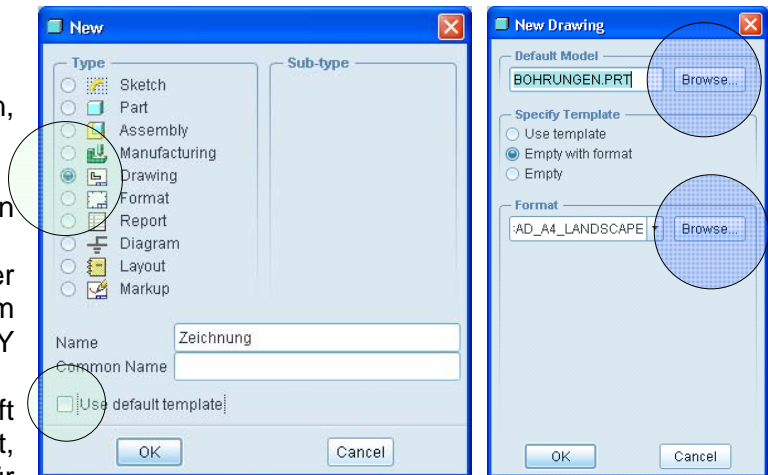 New
Type
Sketch
Part
Assembly
Manufacturing
Drawing
Format
Report
Diagram
Layout
Markup
Sub-type
Name Zeichnung
Common Name
Use default template
OK Cancel
New Drawing
Default Model
BOHRUNGEN.PRT Browse...
Specify Template
Use template
Empty with format
Empty
Format
:AD_A4_LANDSCAPE Browse...
OK Cancel